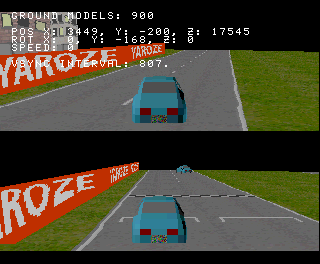 GROUND MODELS: 900
POS X: 3449, Y: -200, Z: 17545
ROT X: 0, Y: -168, Z: 0
SPEED: 0
VSYNC INTERVAL: 807.
YAROZE YAROZE
YAROZE YAROZE